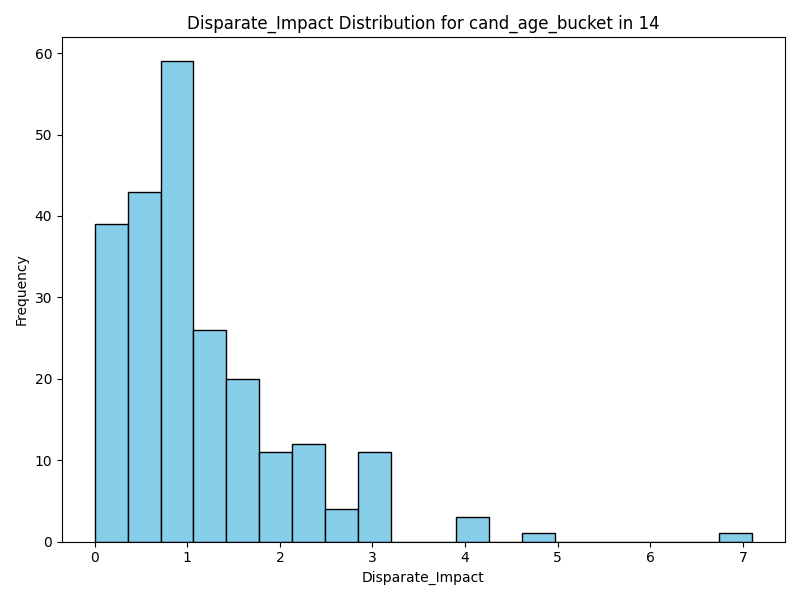 Disparate_Impact Distribution for cand_age_bucket in 14
Frequency
60
50
40
30
20
10
0
0 1 2 3 4 5 6 7
Disparate_Impact